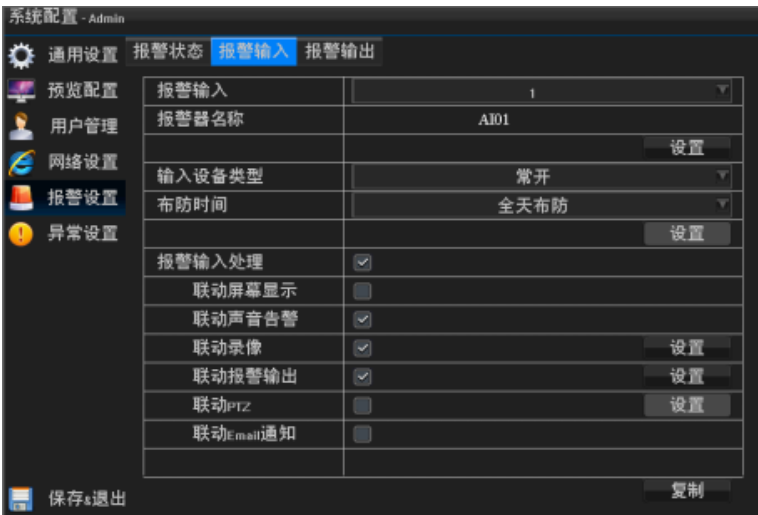 系统配置 - Admin
通用设置
预览配置
用户管理
网络设置
报警设置
异常设置
保存&退出
报警状态 报警输入 报警输出
报警输入 1
报警器名称 AI01
设置
输入设备类型 常开
布防时间 全天布防
设置
报警输入处理
联动屏幕显示
联动声音告警
联动录像 设置
联动报警输出 设置
联动PTZ 设置
联动Email通知
复制